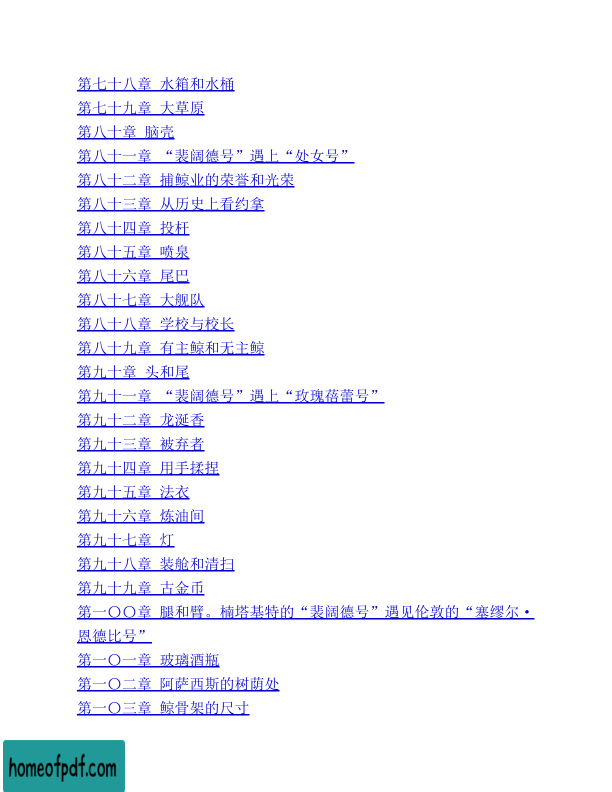 第七十八章 水箱和水桶
第七十九章 大草原
第八十章 脑壳
第八十一章 “裴阔德号”遇上“处女号”
第八十二章 捕鲸业的荣誉和光荣
第八十三章 从历史上看约拿
第八十四章 投杆
第八十五章 喷泉
第八十六章 尾巴
第八十七章 大舰队
第八十八章 学校与校长
第八十九章 有主鲸和无主鲸
第九十章 头和尾
第九十一章 “裴阔德号”遇上“玫瑰蓓蕾号”
第九十二章 龙涎香
第九十三章 被弃者
第九十四章 用手揉捏
第九十五章 法衣
第九十六章 炼油间
第九十七章 灯
第九十八章 装舱和清扫
第九十九章 古金币
第一〇〇章 腿和臂。楠塔基特的“裴阔德号”遇见伦敦的“塞缪尔·
恩德比号”
第一〇一章 玻璃酒瓶
第一〇二章 阿萨西斯的树荫处
第一〇三章 鲸骨架的尺寸
homeofpdf.com